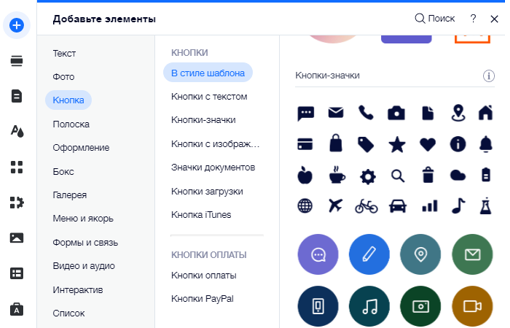 Добавьте элементы
Поиск
?
Текст
Фото
Кнопка
Полоска
Оформление
Бокс
Галерея
Меню и якорь
Формы и связь
Видео и аудио
Интерактив
Список
КНОПКИ
В стиле шаблона
Кнопки с текстом
Кнопки-значки
Кнопки с изображ...
Значки документов
Кнопки загрузки
Кнопка iTunes
КНОПКИ ОПЛАТЫ
Кнопки оплаты
Кнопки PayPal
Кнопки-значки